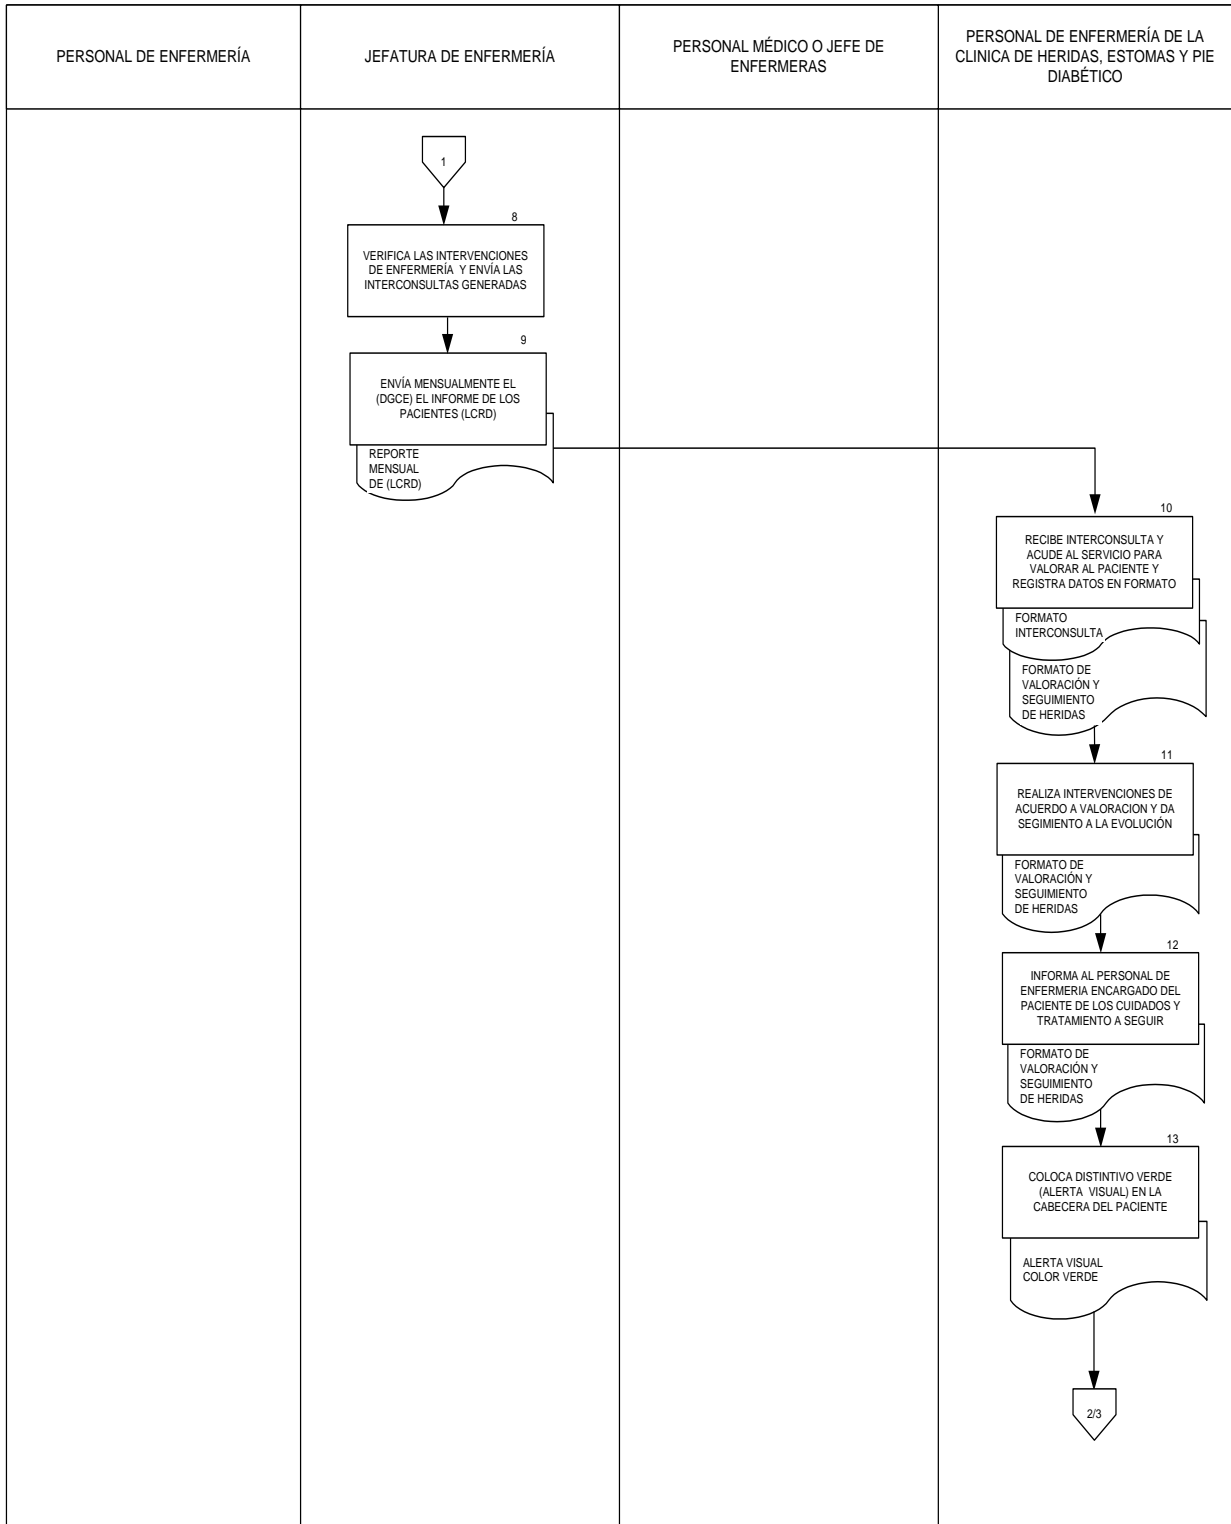 PERSONAL DE ENFERMERÍA
JEFATURA DE ENFERMERÍA
PERSONAL MÉDICO O JEFE DE
ENFERMERAS
PERSONAL DE ENFERMERÍA DE LA
CLINICA DE HERIDAS, ESTOMAS Y PIE
DIABÉTICO
1
8
VERIFICA LAS INTERVENCIONES
DE ENFERMERÍA Y ENVÍA LAS
INTERCONSULTAS GENERADAS
9
ENVÍA MENSUALMENTE EL
(DGCE) EL INFORME DE LOS
PACIENTES (LCRD)
REPORTE
MENSUAL
DE (LCRD)
10
RECIBE INTERCONSULTA Y
ACUDE AL SERVICIO PARA
VALORAR AL PACIENTE Y
REGISTRA DATOS EN FORMATO
FORMATO
INTERCONSULTA
FORMATO DE
VALORACIÓN Y
SEGUIMIENTO
DE HERIDAS
11
REALIZA INTERVENCIONES DE
ACUERDO A VALORACION Y DA
SEGIMIENTO A LA EVOLUCIÓN
FORMATO DE
VALORACIÓN Y
SEGUIMIENTO
DE HERIDAS
12
INFORMA AL PERSONAL DE
ENFERMERIA ENCARGADO DEL
PACIENTE DE LOS CUIDADOS Y
TRATAMIENTO A SEGUIR
FORMATO DE
VALORACIÓN Y
SEGUIMIENTO
DE HERIDAS
13
COLOCA DISTINTIVO VERDE
(ALERTA VISUAL) EN LA
CABECERA DEL PACIENTE
ALERTA VISUAL
COLOR VERDE
2/3